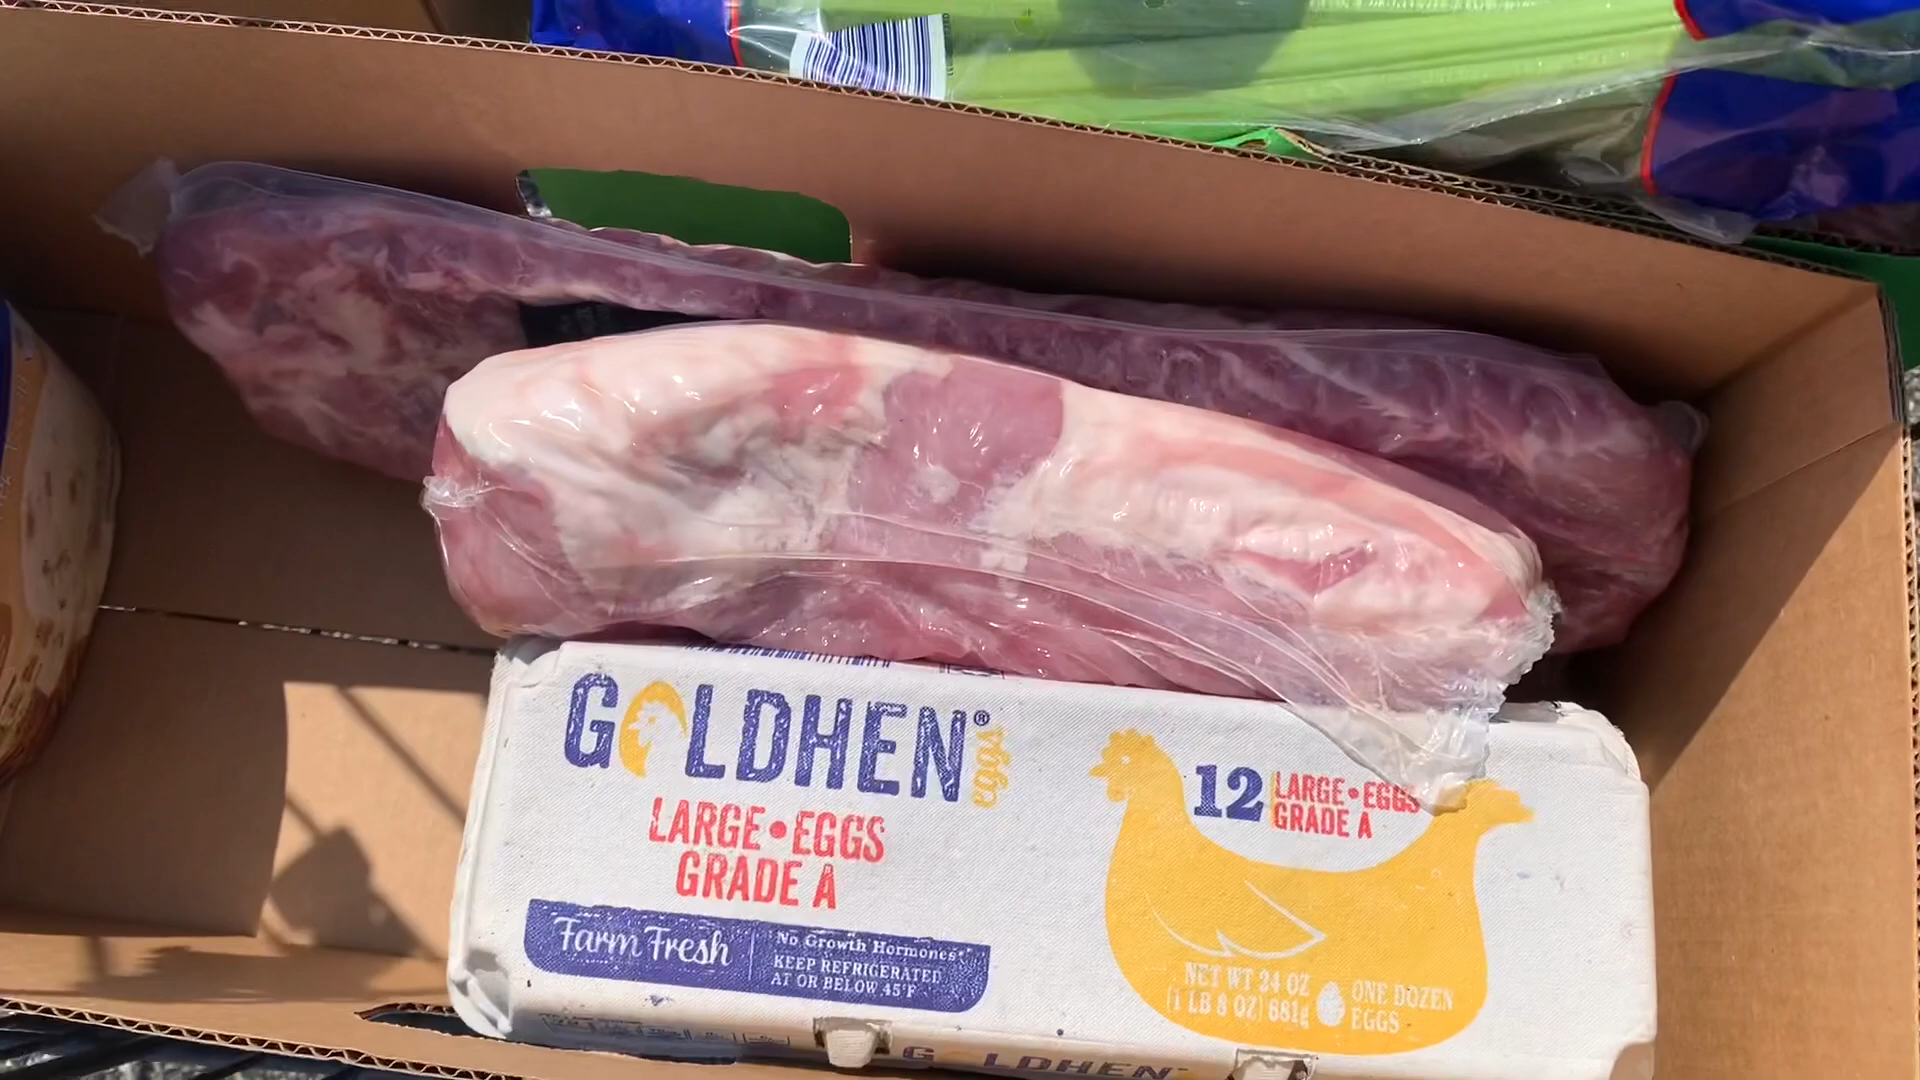 GOLDHEN®
LARGE • EGGS
GRADE A
Farm Fresh
No Growth Hormones*
KEEP REFRIGERATED
AT OR BELOW 45°F
12
LARGE • EGGS
GRADE A
NET WT 24 OZ
(1 LB 8 OZ) 681g
ONE DOZEN
EGGS
GOLDHEN